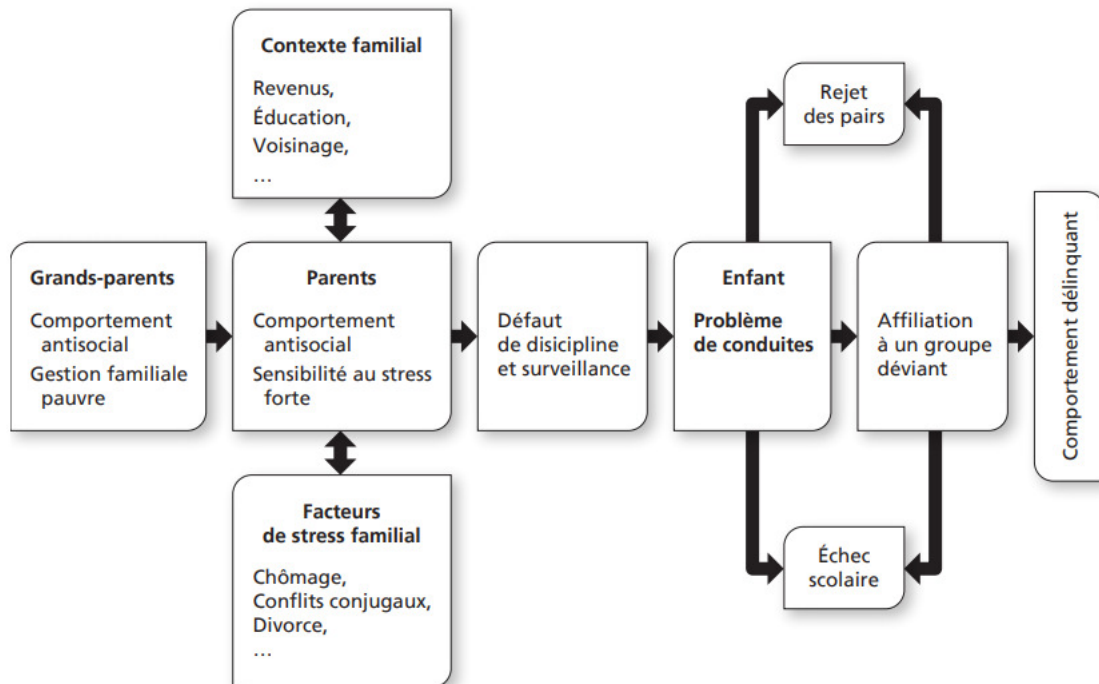 Contexte familial
Revenus,
Éducation,
Voisinage,
...
Rejet
des pairs
Grands-parents
Comportement
antisocial
Gestion familiale
pauvre
Parents
Comportement
antisocial
Sensibilité au stress
forte
Défaut
de disicipline
et surveillance
Enfant
Problème
de conduites
Affiliation
à un groupe
déviant
Comportement délinquant
Facteurs
de stress familial
Chômage,
Conflits conjugaux,
Divorce,
...
Échec
scolaire